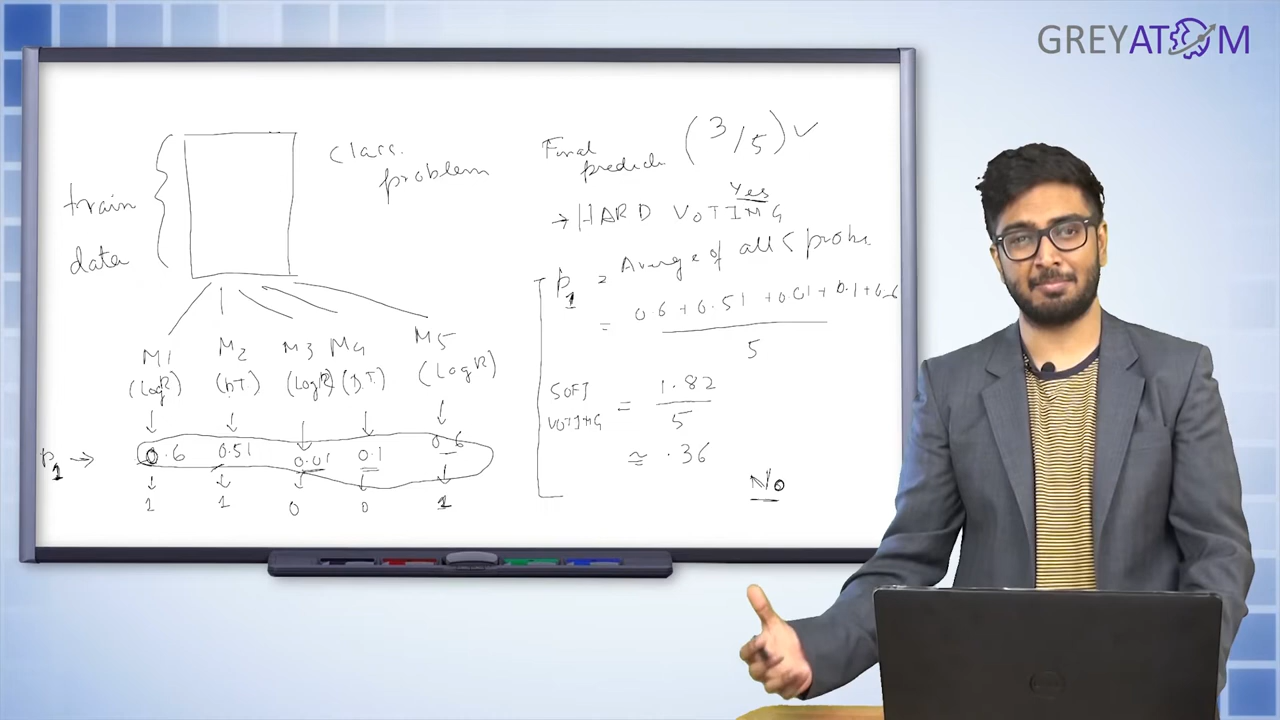 GREYATOM
train
data
class.
problem
M1 M2 M3 M4 M5
(LogR) (DT) (LogR) (DT) (LogR)
P1 → 0.6 0.51 0.01 0.1 0.6
1 1 0 0 1
Final
predictn (3/5) ✓
Yes
→ HARD VOTING
P1 = Average of all 5 probs.
= 0.6 + 0.51 + 0.01 + 0.1 + 0.6
5
SOFT
VOTING
= 1.82
5
≅ .36
No